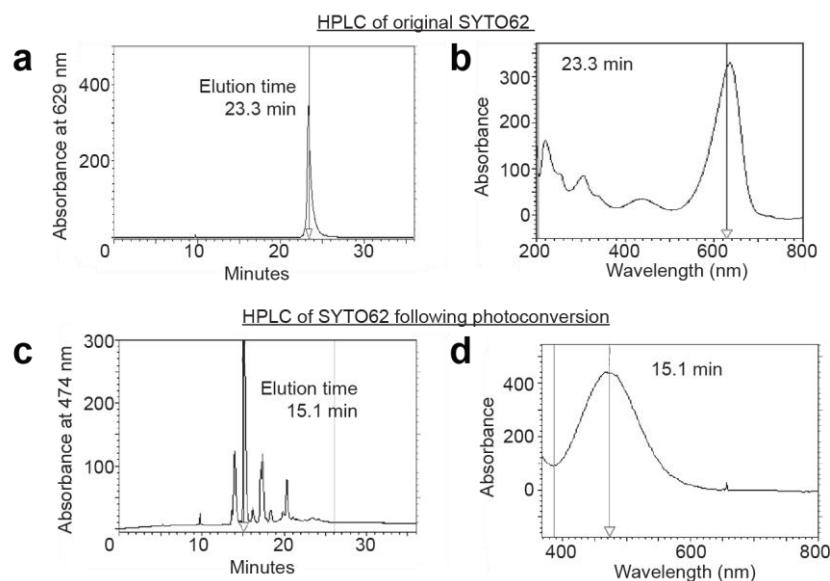 HPLC of original SYTO62
a
Absorbance at 629 nm
400
200
0
Elution time
23.3 min
0 10 20 30
Minutes
b
Absorbance
300
200
100
0
23.3 min
200 400 600 800
Wavelength (nm)
HPLC of SYTO62 following photoconversion
c
Absorbance at 474 nm
300
200
100
Elution time
15.1 min
0 10 20 30
Minutes
d
400
200
0
15.1 min
400 600 800
Wavelength (nm)